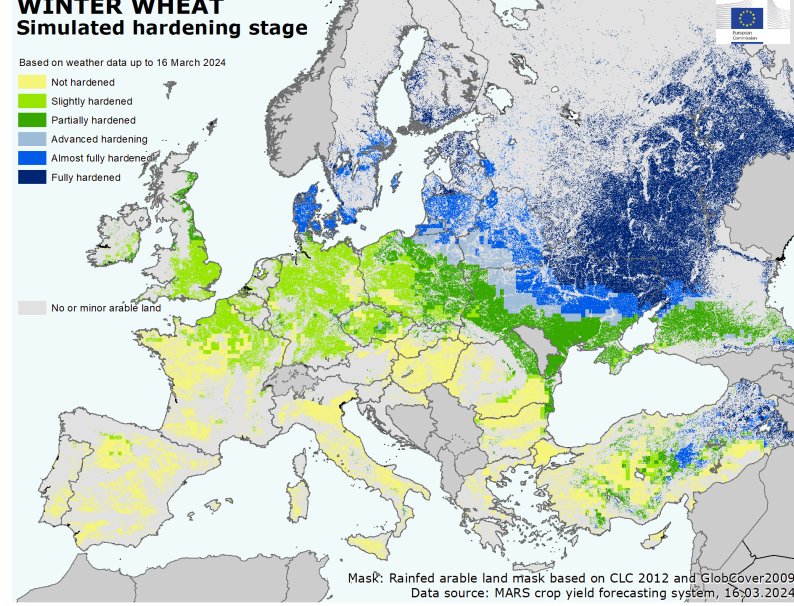 WINTER WHEAT
Simulated hardening stage
European
Commission
Based on weather data up to 16 March 2024
Not hardened
Slightly hardened
Partially hardened
Advanced hardening
Almost fully hardened
Fully hardened
No or minor arable land
Mask: Rainfed arable land mask based on CLC 2012 and GlobCover2009
Data source: MARS crop yield forecasting system, 16.03.2024